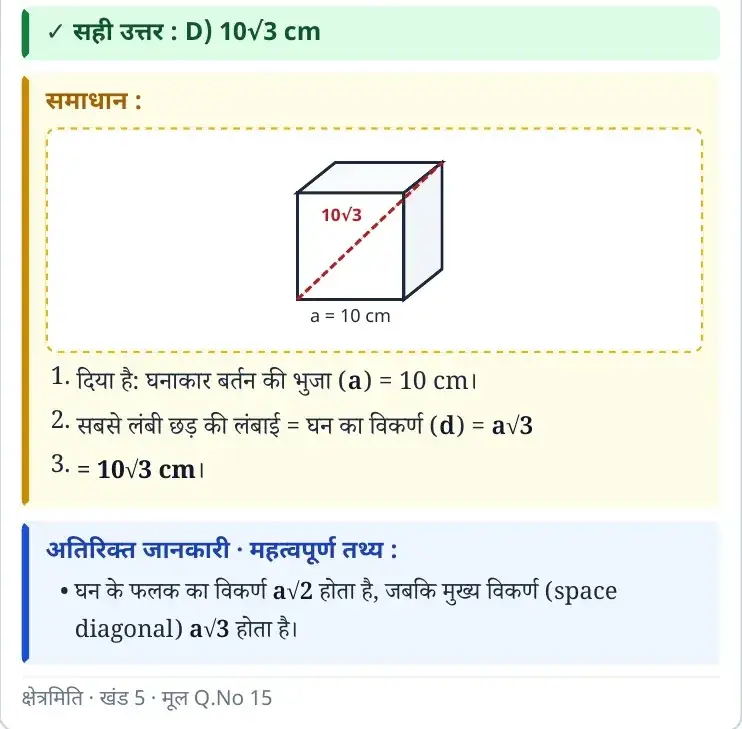 ✓ सही उत्तर : D) 10√3 cm
समाधान :
10√3
a = 10 cm
1. दिया है: घनाकार बर्तन की भुजा (a) = 10 cm।
2. सबसे लंबी छड़ की लंबाई = घन का विकर्ण (d) = a√3
3. = 10√3 cm।
अतिरिक्त जानकारी · महत्वपूर्ण तथ्य :
• घन के फलक का विकर्ण a√2 होता है, जबकि मुख्य विकर्ण (space
diagonal) a√3 होता है।
क्षेत्रमिति · खंड 5 · मूल Q.No 15